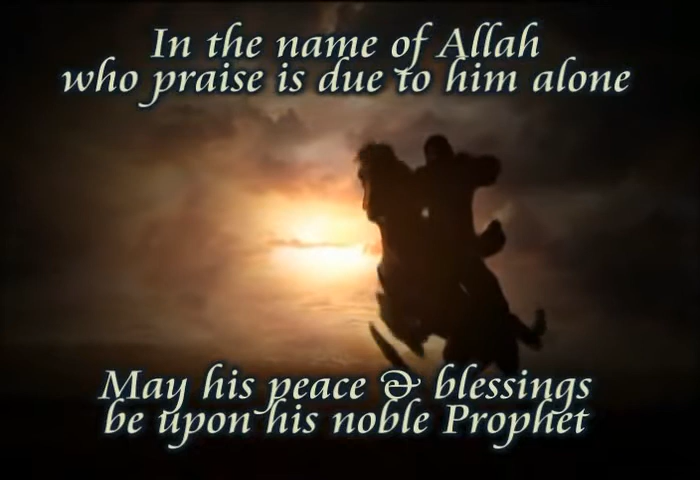 In the name of Allah
who praise is due to him alone
May his peace & blessings
be upon his noble Prophet